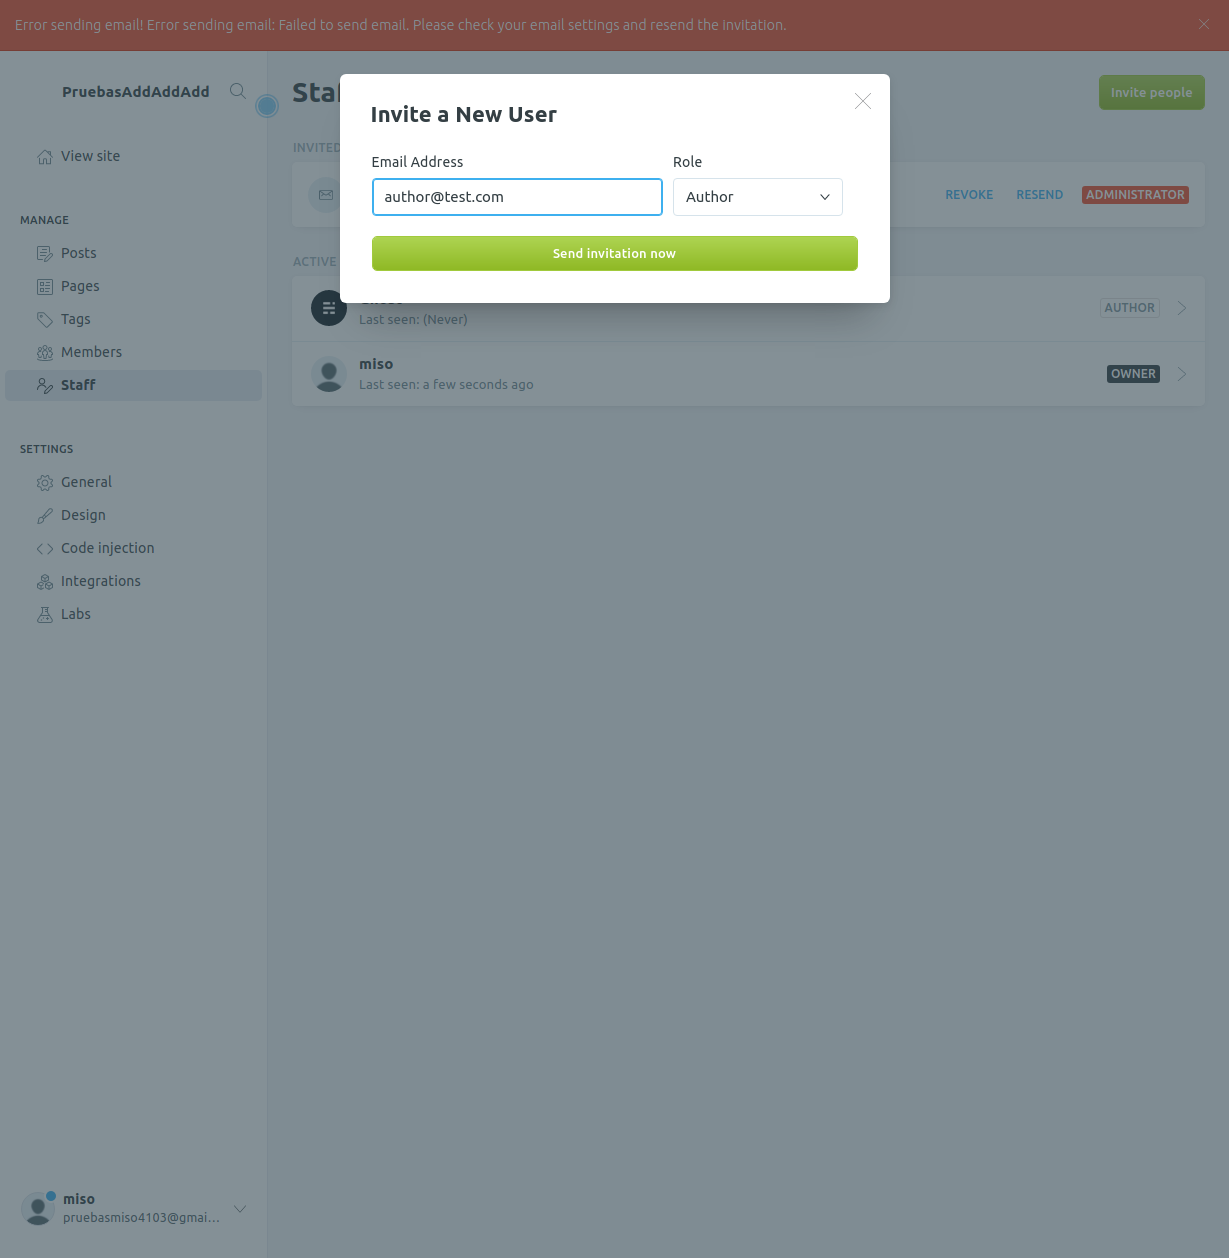 Error sending email! Error sending email: Failed to send email. Please check your email settings and resend the invitation.
PruebasAddAddAdd
Invite people
Invite a New User
View site
INVITED
Email Address
Role
author@test.com
Author
REVOKE
RESEND
ADMINISTRATOR
Send invitation now
MANAGE
Posts
Pages
Tags
Members
Staff
ACTIVE
Last seen: (Never)
AUTHOR
miso
Last seen: a few seconds ago
OWNER
SETTINGS
General
Design
Code injection
Integrations
Labs
miso
pruebasmiso4103@gmai...